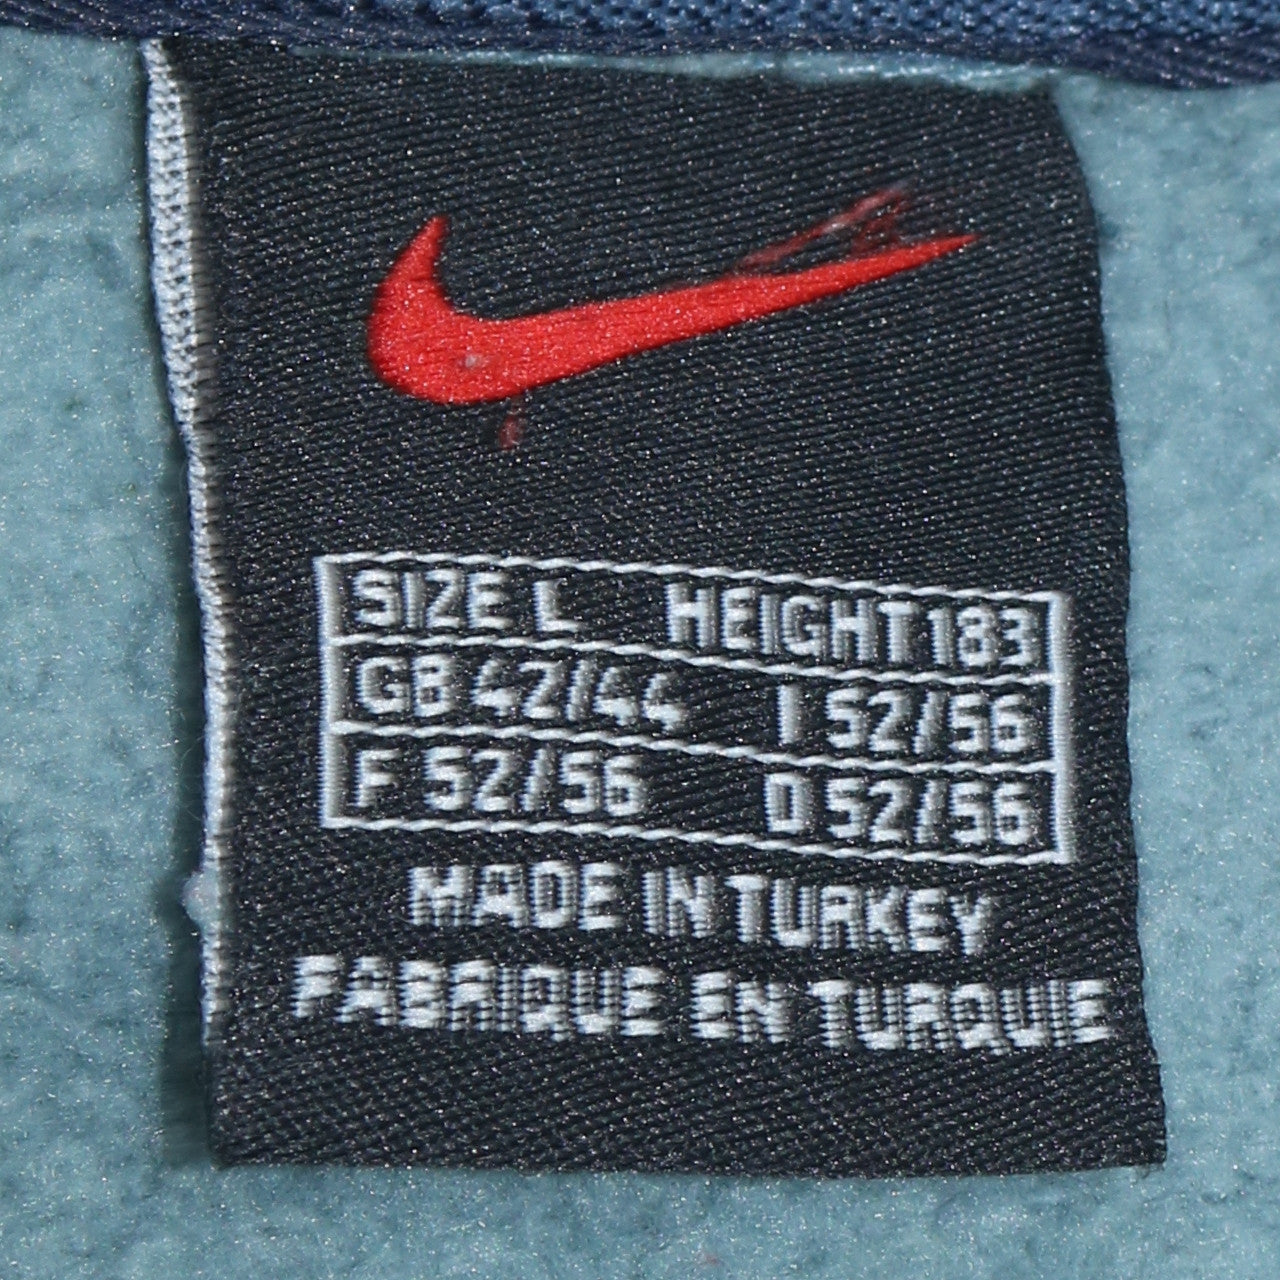 SIZE L HEIGHT 183
GB 42/44 I 52/56
F 52/56 D 52/56
MADE IN TURKEY
FABRIQUE EN TURQUIE